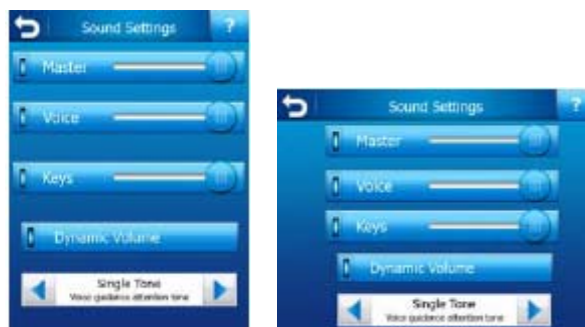 Sound Settings ?
Master
Voice
Keys
Dynamic Volume
Single Tone
Voice guidance attention tone
Sound Settings ?
Master
Voice
Keys
Dynamic Volume
Single Tone
Voice guidance attention tone